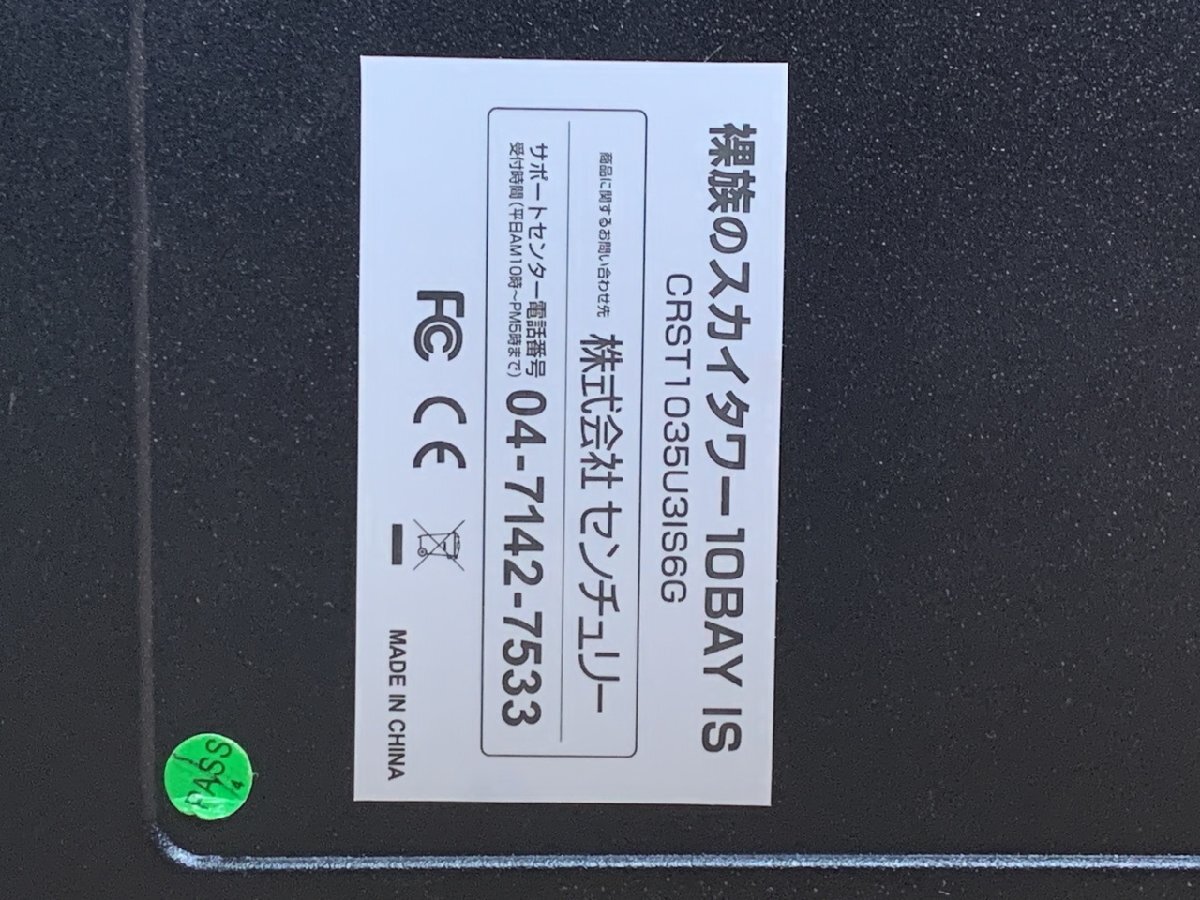 裸族のスカイタワー10BAY IS
CRST1035U3IS6G
商品に関するお問い合わせ先 株式会社 センチュリー
サポートセンター電話番号 04-7142-7533
受付時間(平日AM10時~PM5時まで)
FC CE
MADE IN CHINA
PASS
4